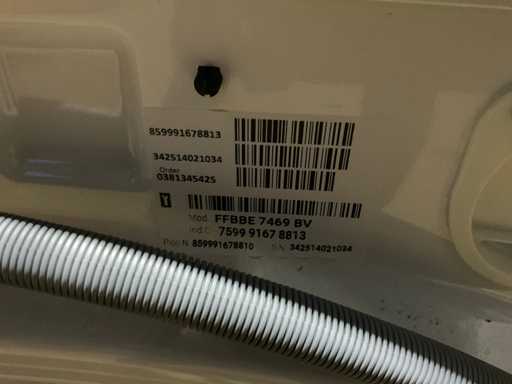 859991678813
342514021034
Order
0381345425
Y
Mod. FFBBE 7469 BV
Ind.C 7599 9167 8813
Prod.N. 859991678810 S.N. 342514021034